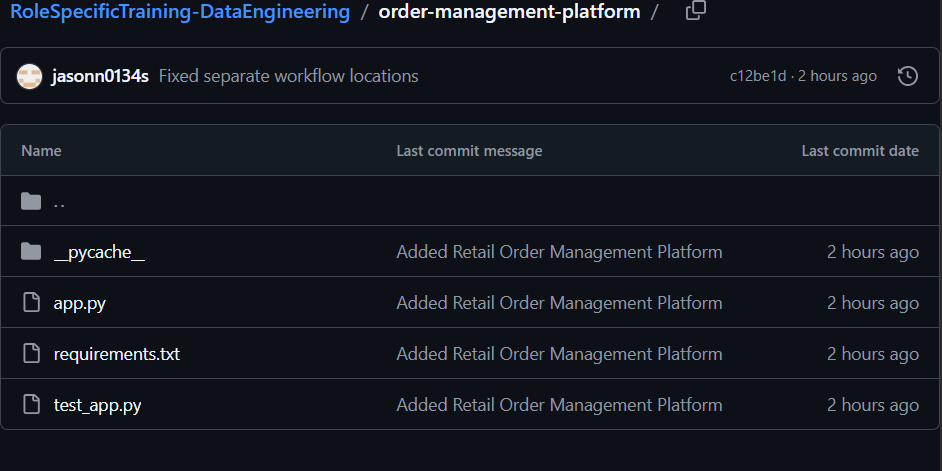 RoleSpecificTraining-DataEngineering / order-management-platform /
jasonn0134s Fixed separate workflow locations c12be1d · 2 hours ago
Name Last commit message Last commit date
..
__pycache__ Added Retail Order Management Platform 2 hours ago
app.py Added Retail Order Management Platform 2 hours ago
requirements.txt Added Retail Order Management Platform 2 hours ago
test_app.py Added Retail Order Management Platform 2 hours ago